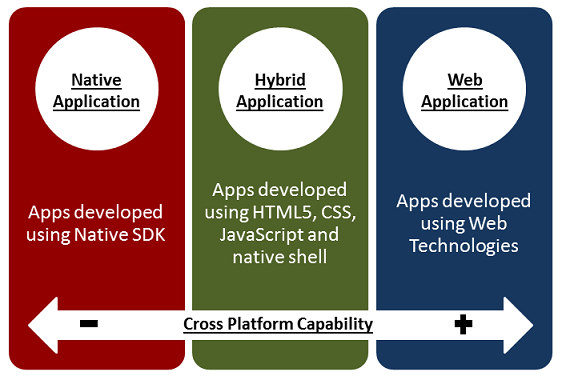 Native
Application
Apps developed
using Native SDK
Hybrid
Application
Apps developed
using HTML5, CSS,
JavaScript and
native shell
Web
Application
Apps developed
using Web
Technologies
- Cross Platform Capability +